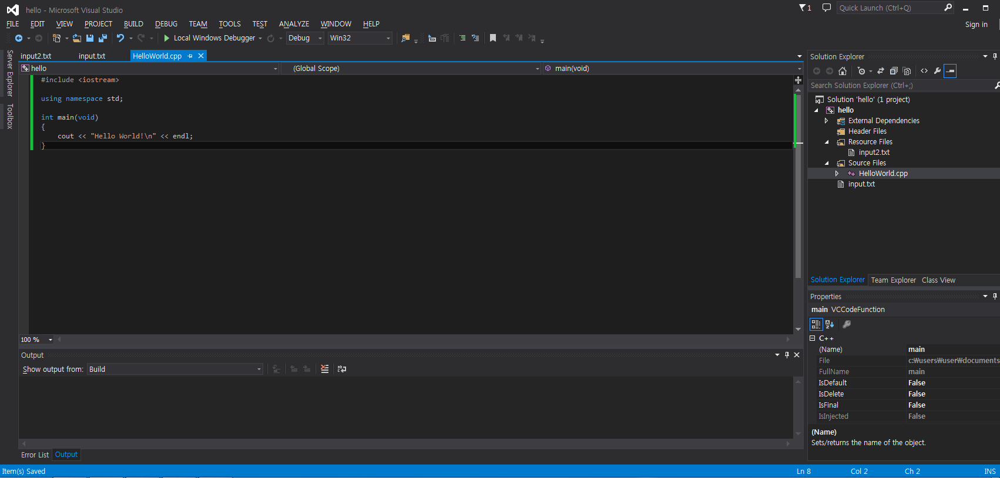 hello - Microsoft Visual Studio
1
Quick Launch (Ctrl+Q)
FILE EDIT VIEW PROJECT BUILD DEBUG TEAM TOOLS TEST ANALYZE WINDOW HELP
Sign in
Local Windows Debugger Debug Win32
Server Explorer
Toolbox
input2.txt input.txt HelloWorld.cpp
hello (Global Scope) main(void)
#include <iostream>
using namespace std;
int main(void)
{
cout << "Hello World!\n" << endl;
}
100 %
Output
Show output from: Build
Error List Output
Solution Explorer
Search Solution Explorer (Ctrl+;)
Solution 'hello' (1 project)
hello
External Dependencies
Header Files
Resource Files
input2.txt
Source Files
HelloWorld.cpp
input.txt
Solution Explorer Team Explorer Class View
Properties
main VCCodeFunction
C++
(Name) main
File c:₩users₩user₩documents
FullName main
IsDefault False
IsDelete False
IsFinal False
IsInjected False
(Name)
Sets/returns the name of the object.
Item(s) Saved Ln 8 Col 2 Ch 2 INS